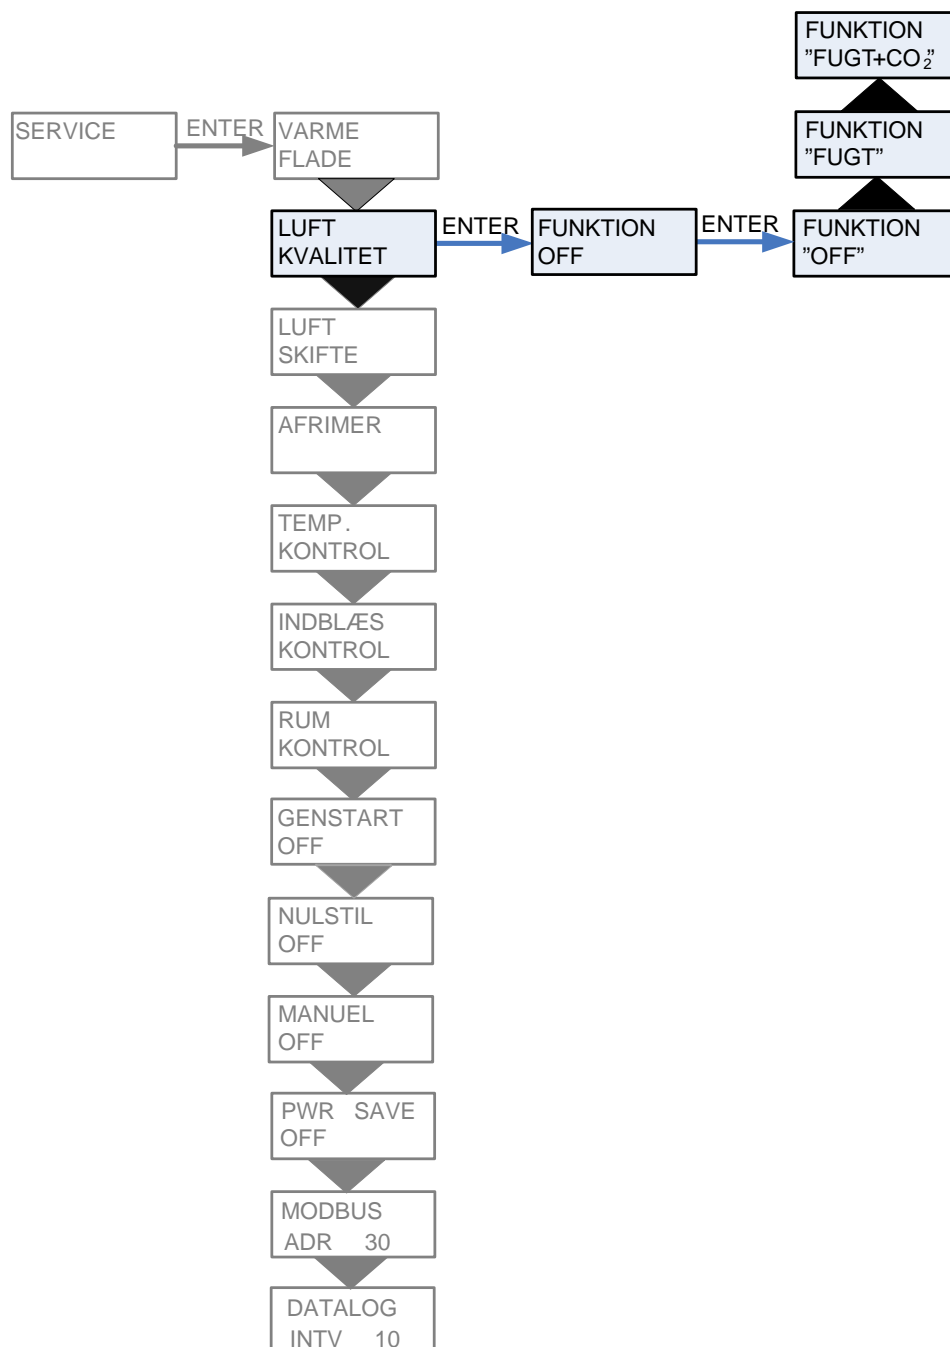 FUNKTION
”FUGT+CO2”
SERVICE
ENTER
VARME
FLADE
FUNKTION
”FUGT”
LUFT
KVALITET
ENTER
FUNKTION
OFF
ENTER
FUNKTION
”OFF”
LUFT
SKIFTE
AFRIMER
TEMP.
KONTROL
INDBLÆS
KONTROL
RUM
KONTROL
GENSTART
OFF
NULSTIL
OFF
MANUEL
OFF
PWR SAVE
OFF
MODBUS
ADR 30
DATALOG
INTV 10